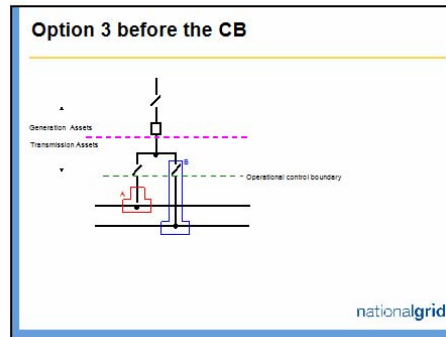 Option 3 before the CB
Generation Assets
Transmission Assets
B
Operational control boundary
A
nationalgrid